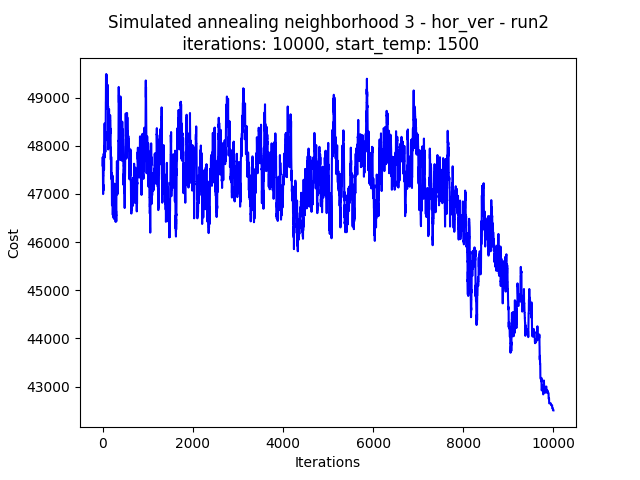 Simulated annealing neighborhood 3 - hor_ver - run2
iterations: 10000, start_temp: 1500
49000
48000
47000
46000
45000
44000
43000
Cost
0 2000 4000 6000 8000 10000
Iterations